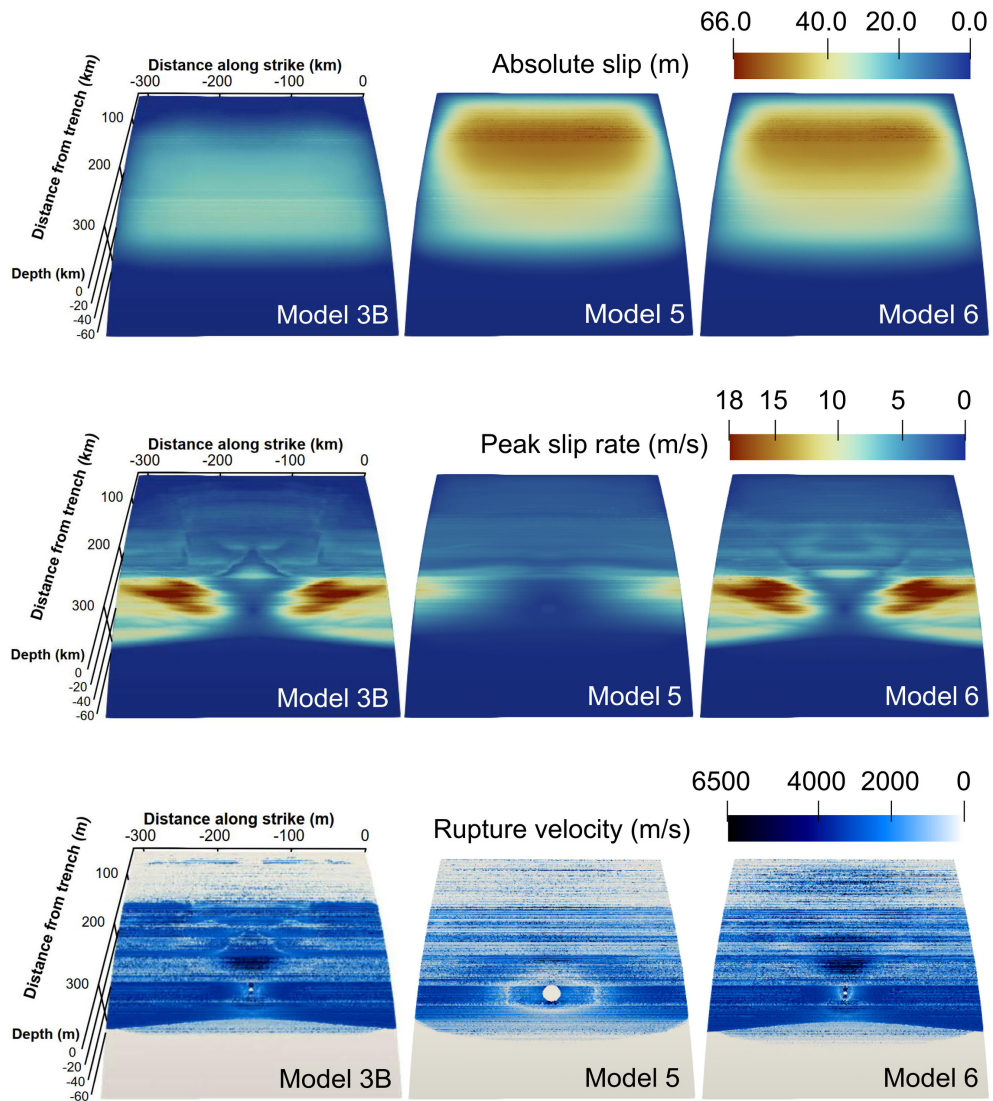 66.0 40.0 20.0 0.0
Absolute slip (m)
Distance along strike (km)
-300 -200 -100 0
Distance from trench (km)
100
200
300
Depth (km)
0
-20
-40
-60
Model 3B
Model 5
Model 6
18 15 10 5 0
Peak slip rate (m/s)
Distance along strike (km)
-300 -200 -100 0
Distance from trench (km)
100
200
300
Depth (km)
0
-20
-40
-60
Model 3B
Model 5
Model 6
6500 4000 2000 0
Rupture velocity (m/s)
Distance along strike (m)
-300 -200 -100 0
Distance from trench (m)
100
200
300
Depth (m)
0
-20
-40
-60
Model 3B
Model 5
Model 6